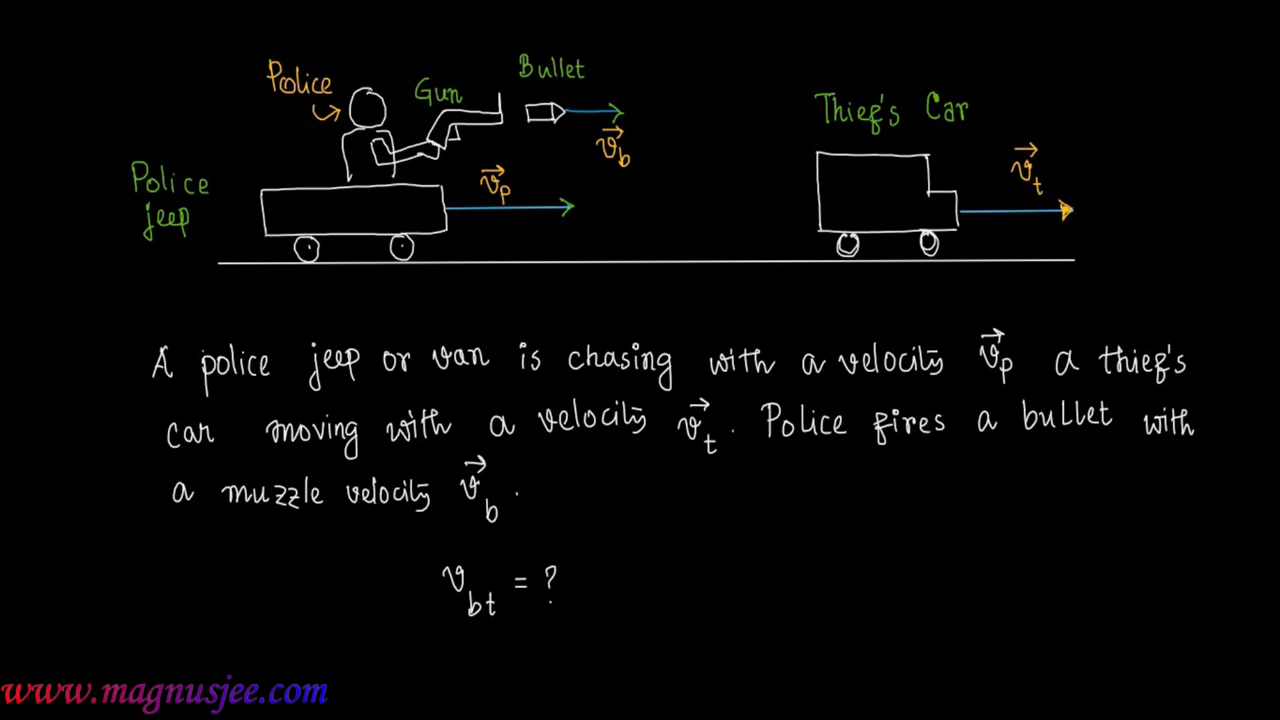 Police
Gun
Bullet
v⃗b
Thief's Car
v⃗t
Police
jeep
v⃗p
A police jeep or van is chasing with a velocity v⃗p a thief's
car moving with a velocity v⃗t. Police fires a bullet with
a muzzle velocity v⃗b.
vbt = ?
www.magnusjee.com